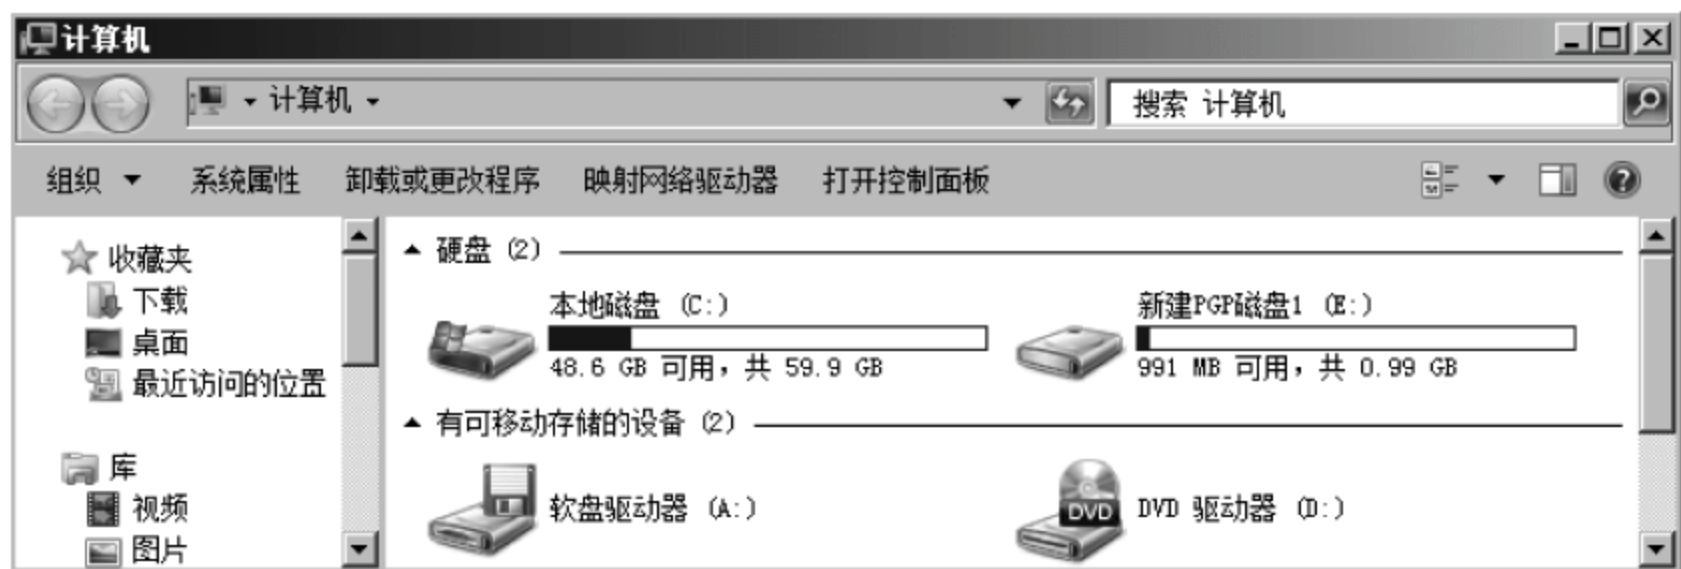 计算机
计算机
搜索 计算机
组织 系统属性 卸载或更改程序 映射网络驱动器 打开控制面板
收藏夹
下载
桌面
最近访问的位置
库
视频
图片
硬盘 (2)
本地磁盘 (C:)
48.6 GB 可用，共 59.9 GB
新建PGP磁盘1 (E:)
991 MB 可用，共 0.99 GB
有可移动存储的设备 (2)
软盘驱动器 (A:)
DVD
DVD 驱动器 (D:)